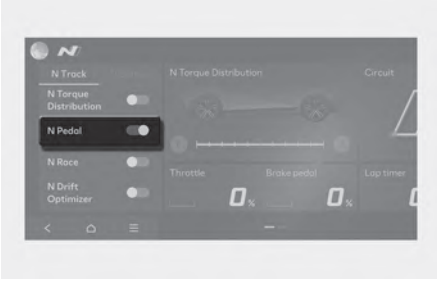 N
N Track
N Torque
Distribution
N Pedal
N Race
N Drift
Optimizer
N Torque Distribution
Throttle
0%
Brake pedal
0%
Circuit
Lap timer